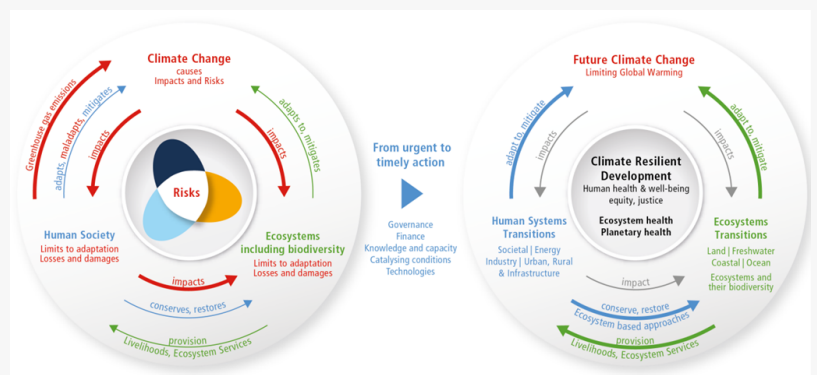 Climate Change
causes
Impacts and Risks
Greenhouse gas emissions
adapts, maladapts, mitigates
impacts
impacts
adapts to, mitigates
Risks
Human Society
Limits to adaptation
Losses and damages
Ecosystems
including biodiversity
Limits to adaptation
Losses and damages
impacts
conserves, restores
provision
Livelihoods, Ecosystem Services
From urgent to
timely action
Governance
Finance
Knowledge and capacity
Catalysing conditions
Technologies
Future Climate Change
Limiting Global Warming
adapt to, mitigate
impacts
impacts
adapt to, mitigate
Climate Resilient
Development
Human health & well-being
equity, justice
Ecosystem health
Planetary health
Human Systems
Transitions
Societal | Energy
Industry | Urban, Rural
& Infrastructure
Ecosystems
Transitions
Land | Freshwater
Coastal | Ocean
Ecosystems and
their biodiversity
impact
conserve, restore
Ecosystem based approaches
provision
Livelihoods, Ecosystem Services